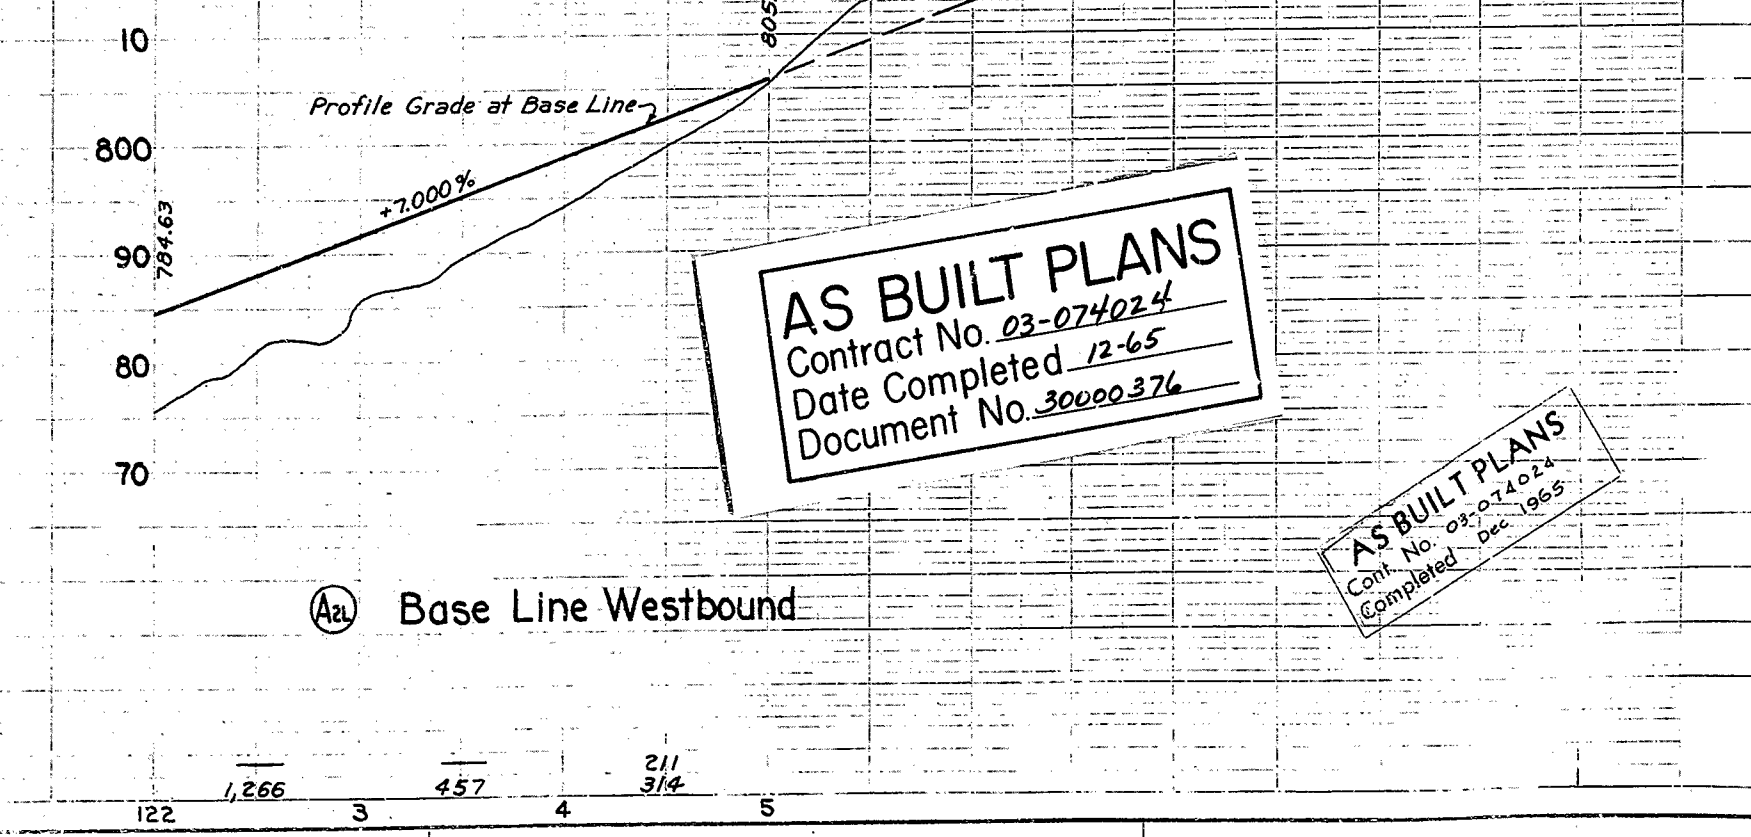 805.
10
Profile Grade at Base Line
800
+7.000%
90
784.63
80
70
AS BUILT PLANS
Contract No. 03-074024
Date Completed 12-65
Document No. 30000376
AS BUILT PLANS
Cont. No. 03-074024
Completed Dec 1965
A2L Base Line Westbound
211
1,266 457 314
122 3 4 5